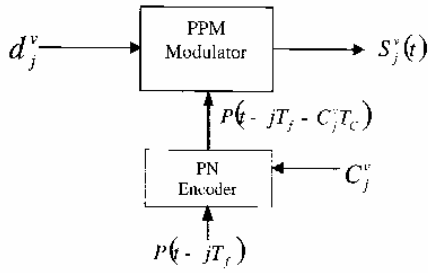 PPM
Modulator
d_j^v
S_j^v(t)
P(t - jT_f - C_j^v T_C)
PN
Encoder
C_j^v
P(t - jT_f)